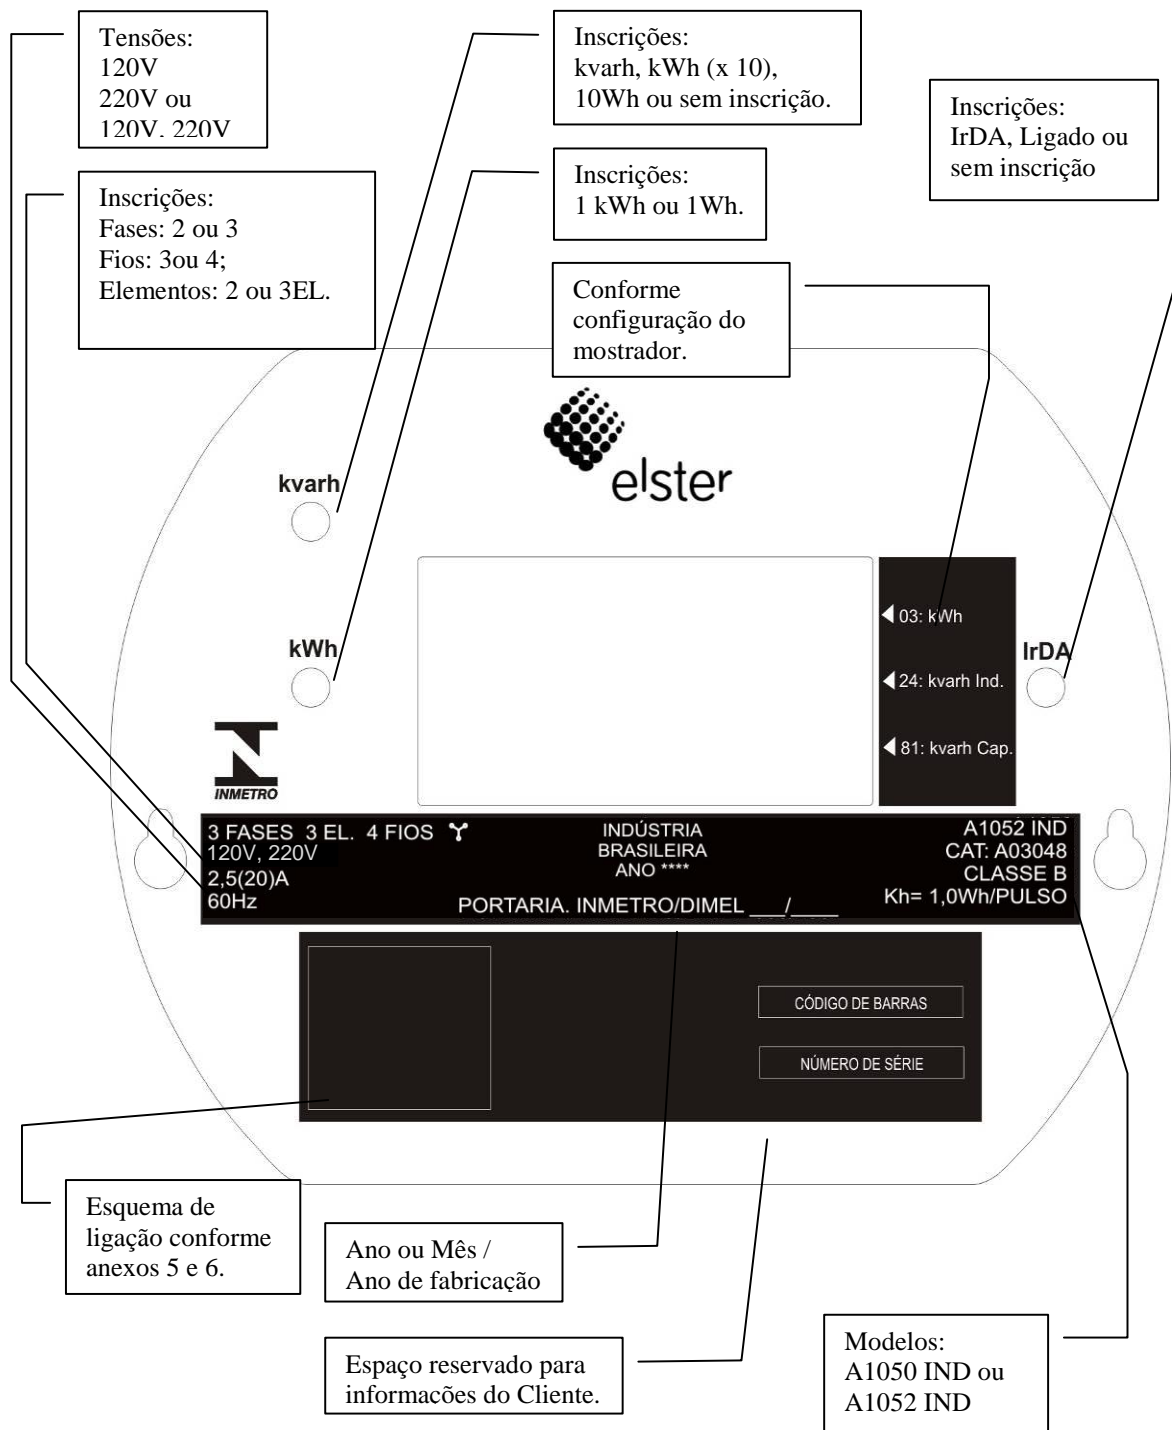 Tensões:
120V
220V ou
120V, 220V
Inscrições:
kvarh, kWh (x 10),
10Wh ou sem inscrição.
Inscrições:
IrDA, Ligado ou
sem inscrição
Inscrições:
1 kWh ou 1Wh.
Inscrições:
Fases: 2 ou 3
Fios: 3ou 4;
Elementos: 2 ou 3EL.
Conforme
configuração do
mostrador.
elster
kvarh
kWh
03: kWh
24: kvarh Ind.
81: kvarh Cap.
IrDA
INMETRO
3 FASES 3 EL. 4 FIOS
120V, 220V
2,5(20)A
60Hz
INDÚSTRIA
BRASILEIRA
ANO ****
PORTARIA. INMETRO/DIMEL ___/____
A1052 IND
CAT: A03048
CLASSE B
Kh= 1,0Wh/PULSO
CÓDIGO DE BARRAS
NÚMERO DE SÉRIE
Esquema de
ligação conforme
anexos 5 e 6.
Ano ou Mês /
Ano de fabricação
Espaço reservado para
informacões do Cliente.
Modelos:
A1050 IND ou
A1052 IND